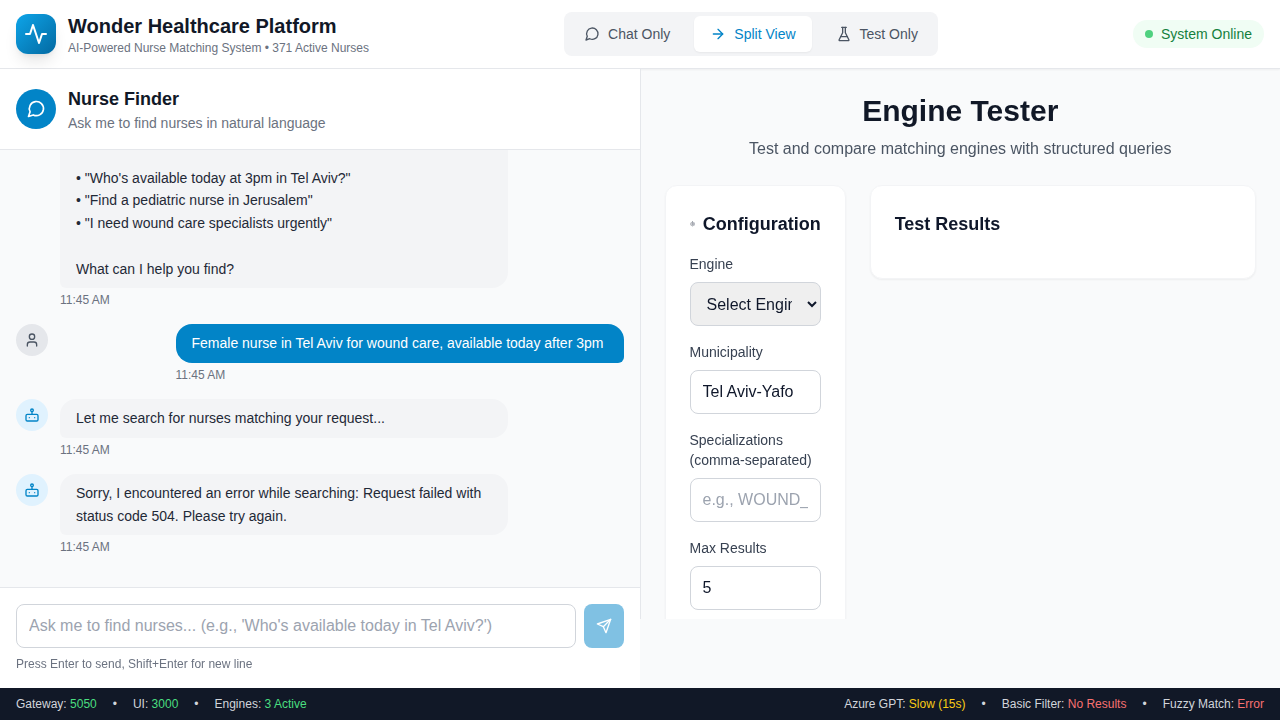 Wonder Healthcare Platform
AI-Powered Nurse Matching System • 371 Active Nurses
Chat Only
Split View
Test Only
System Online
Nurse Finder
Ask me to find nurses in natural language
• "Who's available today at 3pm in Tel Aviv?"
• "Find a pediatric nurse in Jerusalem"
• "I need wound care specialists urgently"
What can I help you find?
11:45 AM
Female nurse in Tel Aviv for wound care, available today after 3pm
11:45 AM
Let me search for nurses matching your request...
11:45 AM
Sorry, I encountered an error while searching: Request failed with
status code 504. Please try again.
11:45 AM
Ask me to find nurses... (e.g., 'Who's available today in Tel Aviv?')
Press Enter to send, Shift+Enter for new line
Engine Tester
Test and compare matching engines with structured queries
Configuration
Engine
Select Engin
Municipality
Tel Aviv-Yafo
Specializations
(comma-separated)
e.g., WOUND_
Max Results
5
Test Results
Gateway: 5050 • UI: 3000 • Engines: 3 Active
Azure GPT: Slow (15s) • Basic Filter: No Results • Fuzzy Match: Error